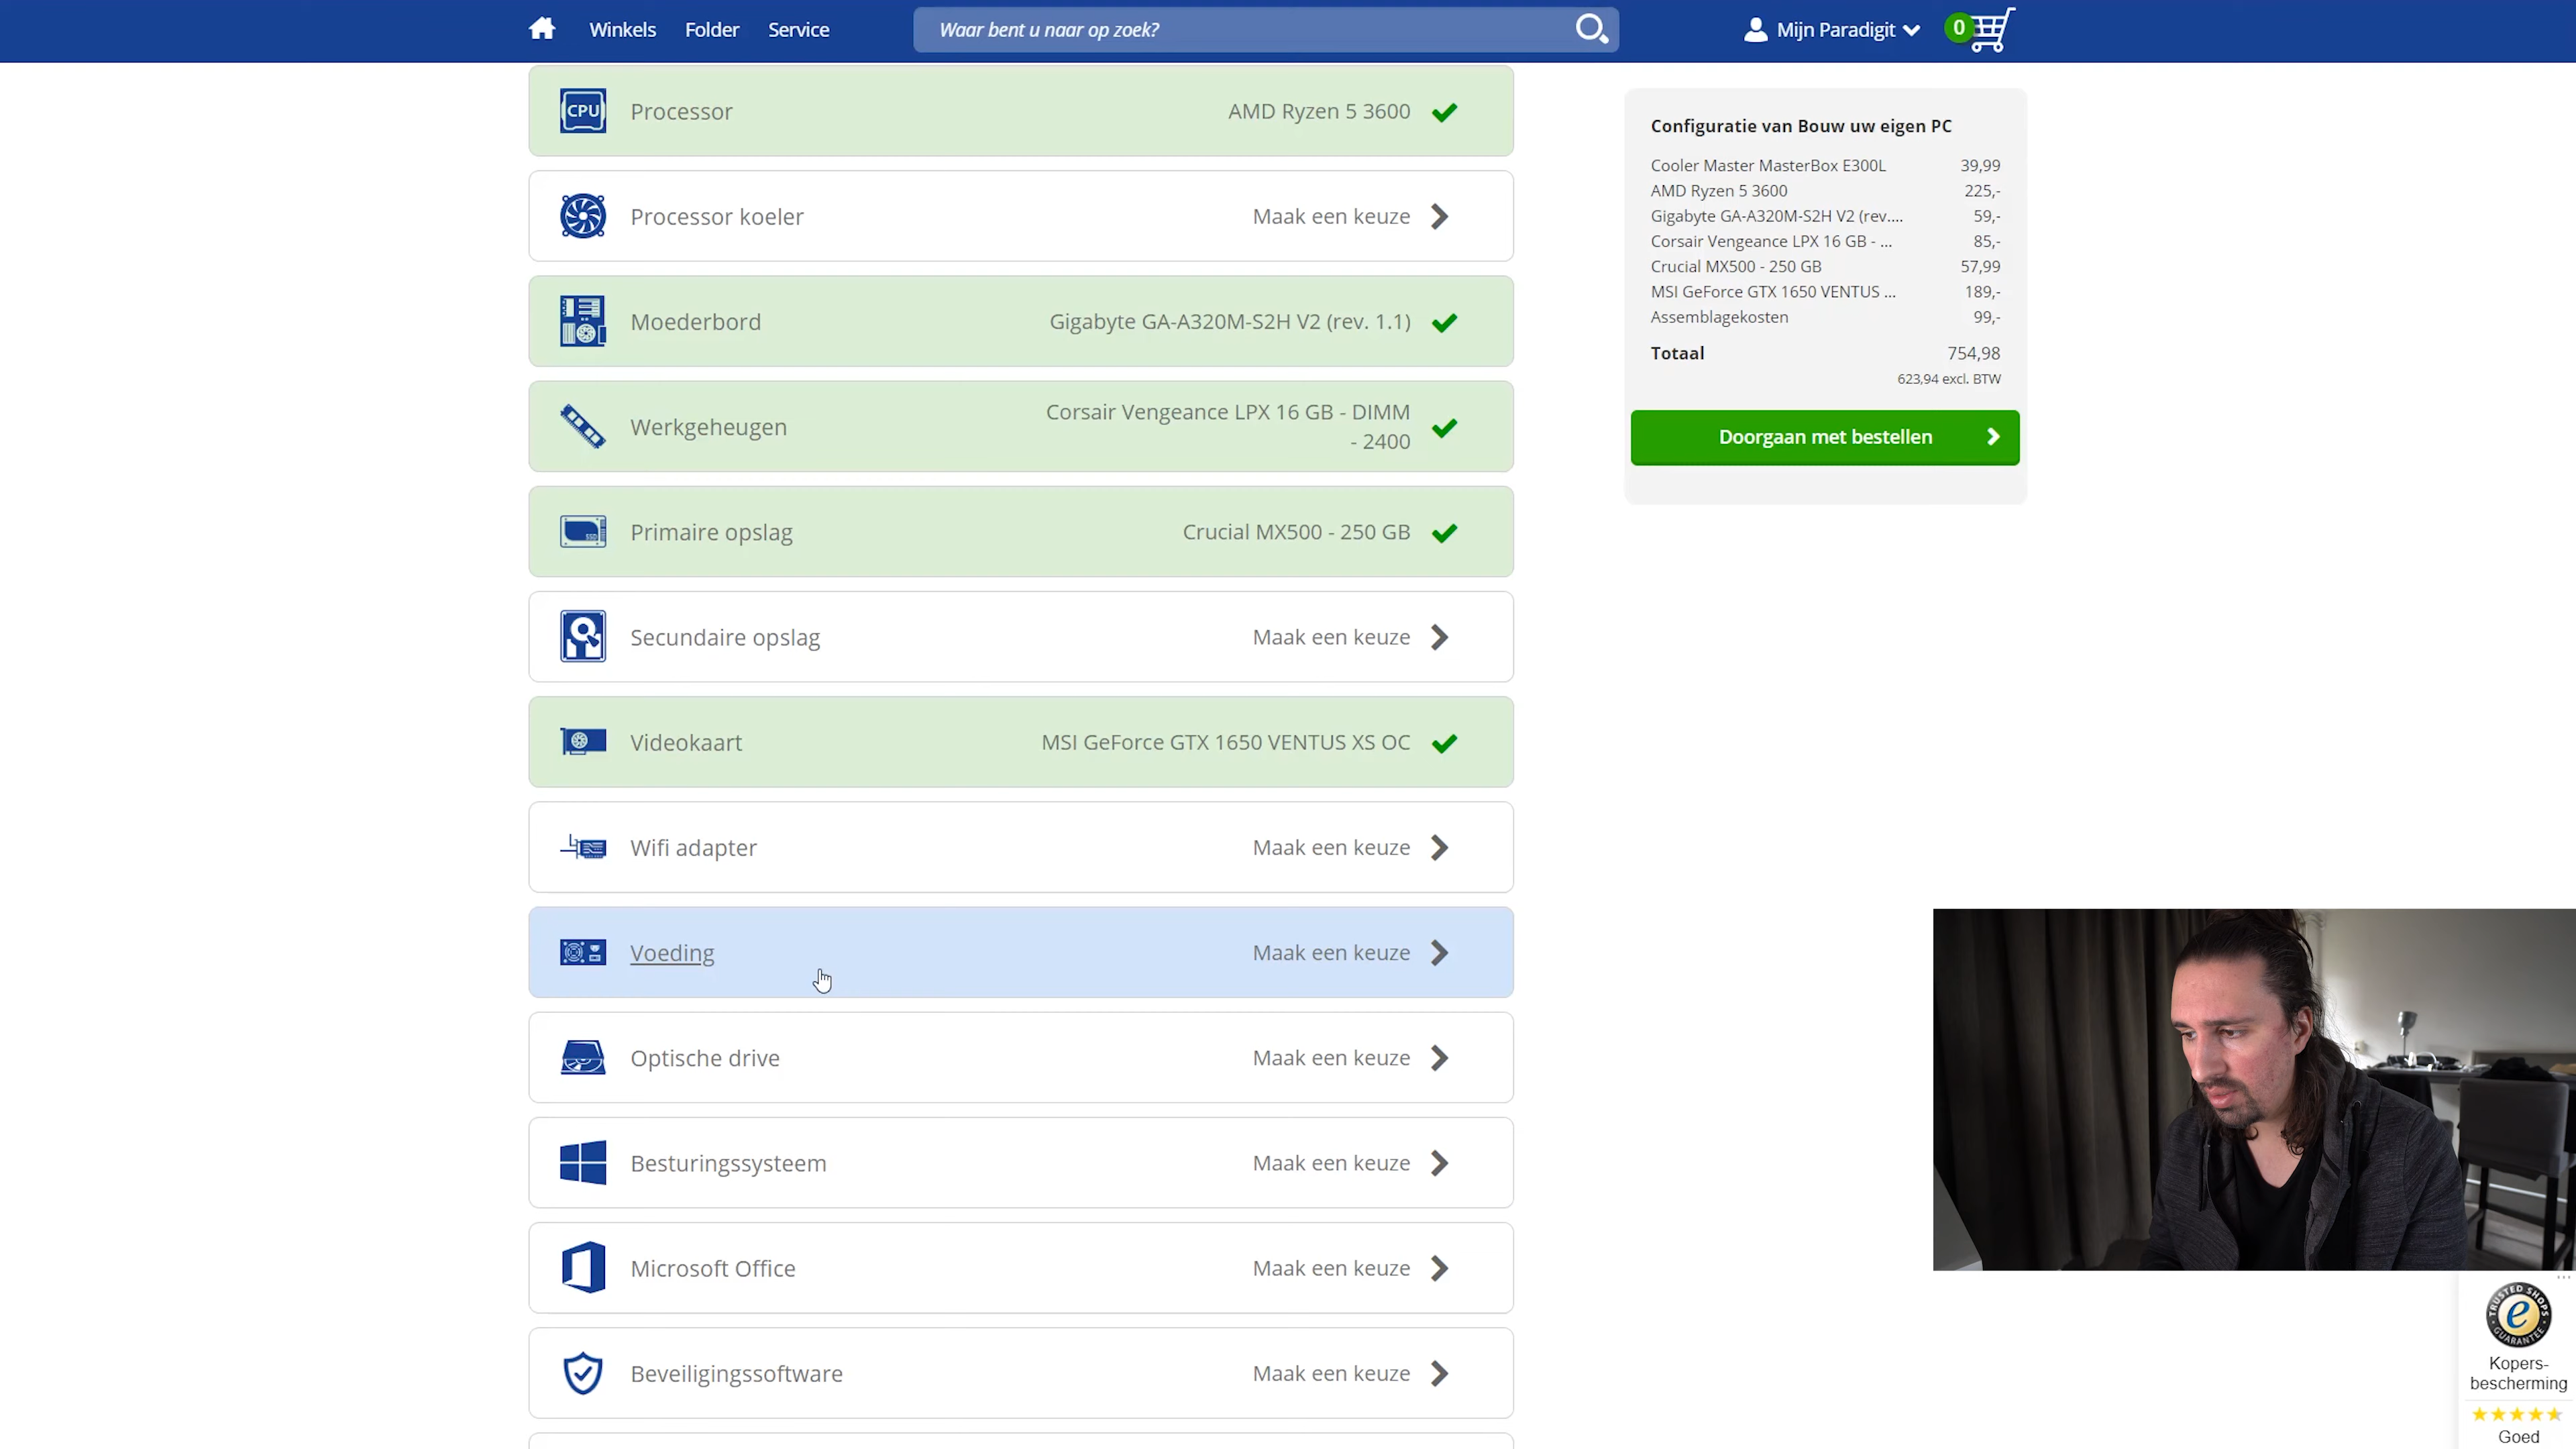 Winkels Folder Service Waar bent u naar op zoek? Mijn Paradigit 0
CPU Processor AMD Ryzen 5 3600
Processor koeler Maak een keuze
Moederbord Gigabyte GA-A320M-S2H V2 (rev. 1.1)
Werkgeheugen Corsair Vengeance LPX 16 GB - DIMM
- 2400
Primaire opslag Crucial MX500 - 250 GB
Secundaire opslag Maak een keuze
Videokaart MSI GeForce GTX 1650 VENTUS XS OC
Wifi adapter Maak een keuze
Voeding Maak een keuze
Optische drive Maak een keuze
Besturingssysteem Maak een keuze
Microsoft Office Maak een keuze
Beveiligingssoftware Maak een keuze
Configuratie van Bouw uw eigen PC
Cooler Master MasterBox E300L 39,99
AMD Ryzen 5 3600 225,-
Gigabyte GA-A320M-S2H V2 (rev.... 59,-
Corsair Vengeance LPX 16 GB - ... 85,-
Crucial MX500 - 250 GB 57,99
MSI GeForce GTX 1650 VENTUS ... 189,-
Assemblagekosten 99,-
Totaal 754,98
623,94 excl. BTW
Doorgaan met bestellen
TRUSTED SHOPS
e
GUARANTEE
Kopers-
bescherming
Goed